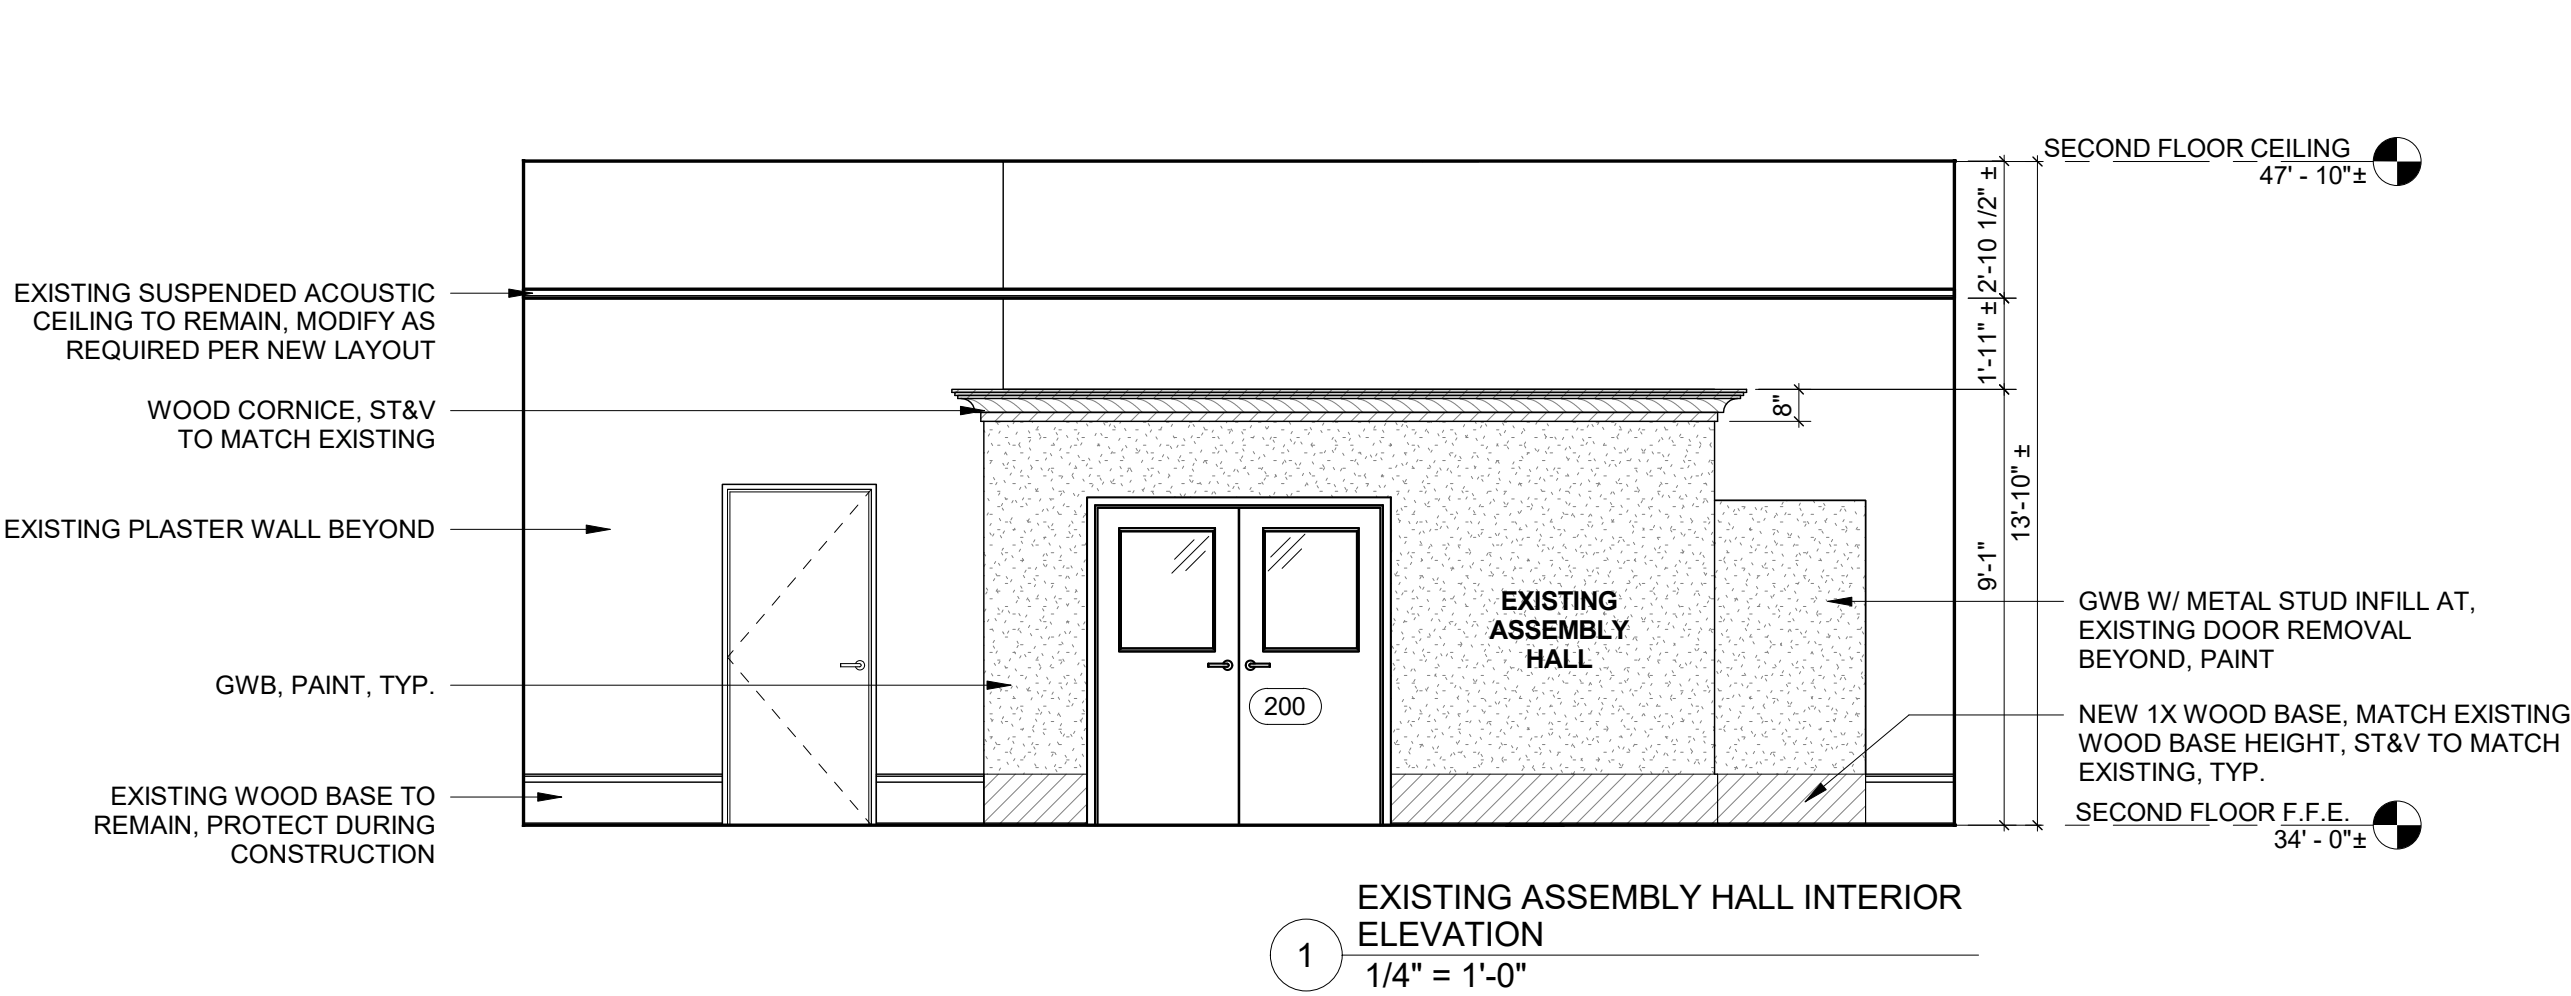 SECOND FLOOR CEILING
47' - 10"±
2'-10 1/2" ±
EXISTING SUSPENDED ACOUSTIC
CEILING TO REMAIN, MODIFY AS
REQUIRED PER NEW LAYOUT
1'-11" ±
WOOD CORNICE, ST&V
TO MATCH EXISTING
8"
13'-10" ±
EXISTING PLASTER WALL BEYOND
9'-1"
EXISTING
ASSEMBLY
HALL
GWB W/ METAL STUD INFILL AT,
EXISTING DOOR REMOVAL
BEYOND, PAINT
GWB, PAINT, TYP.
200
NEW 1X WOOD BASE, MATCH EXISTING
WOOD BASE HEIGHT, ST&V TO MATCH
EXISTING, TYP.
EXISTING WOOD BASE TO
REMAIN, PROTECT DURING
CONSTRUCTION
SECOND FLOOR F.F.E.
34' - 0"±
1
EXISTING ASSEMBLY HALL INTERIOR
ELEVATION
1/4" = 1'-0"